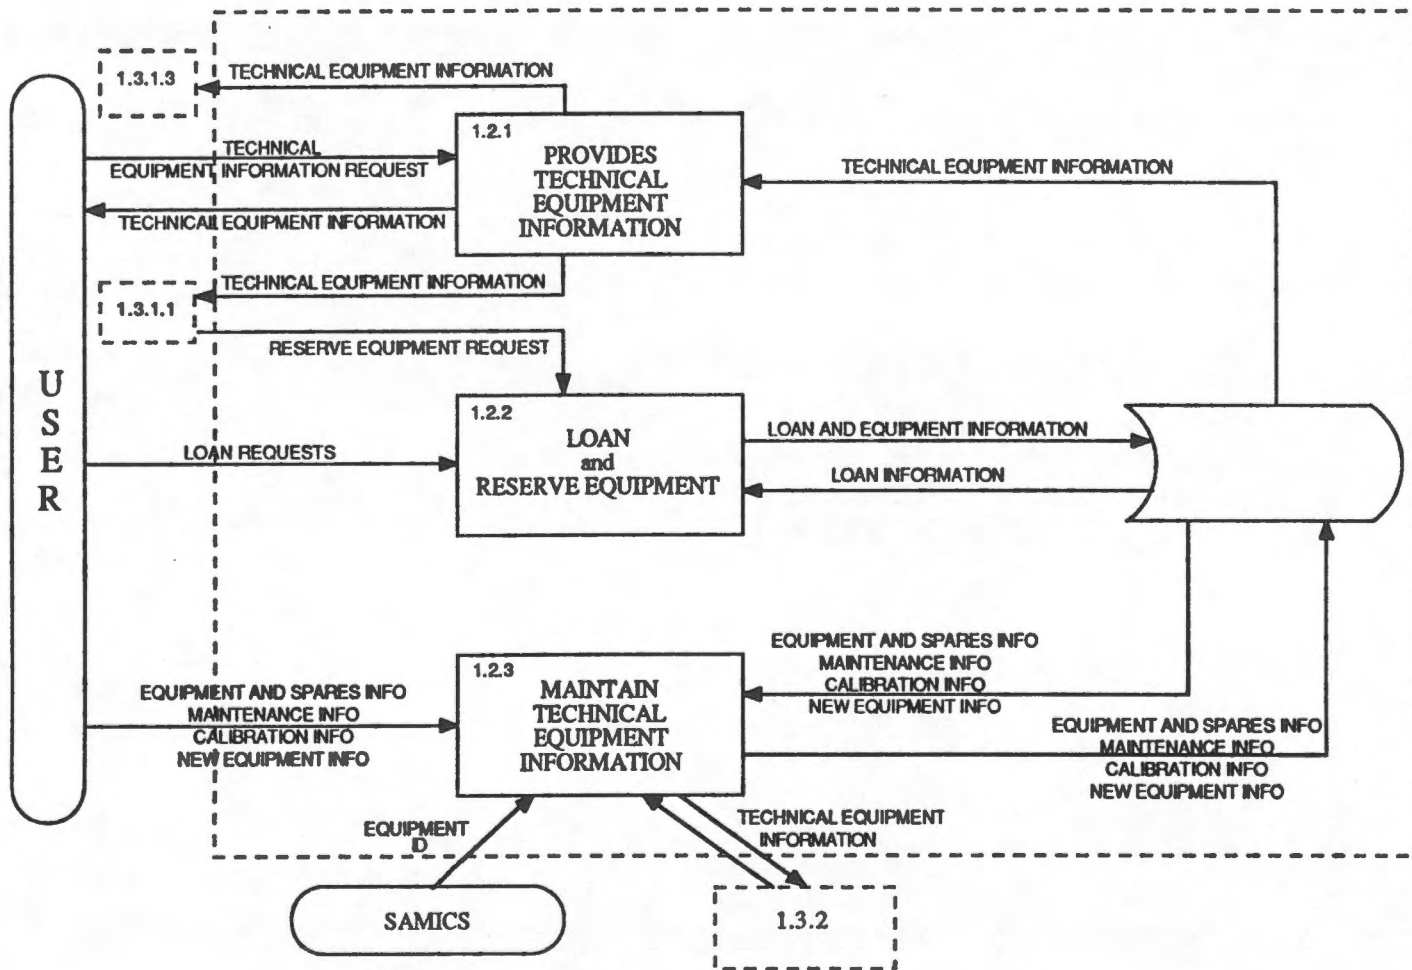 1.3.1.3
TECHNICAL EQUIPMENT INFORMATION
1.2.1
PROVIDES
TECHNICAL
EQUIPMENT
INFORMATION
TECHNICAL
EQUIPMENT INFORMATION REQUEST
TECHNICAL EQUIPMENT INFORMATION
TECHNICAL EQUIPMENT INFORMATION
1.3.1.1
TECHNICAL EQUIPMENT INFORMATION
RESERVE EQUIPMENT REQUEST
USER
1.2.2
LOAN
and
RESERVE EQUIPMENT
LOAN REQUESTS
LOAN AND EQUIPMENT INFORMATION
LOAN INFORMATION
1.2.3
MAINTAIN
TECHNICAL
EQUIPMENT
INFORMATION
EQUIPMENT AND SPARES INFO
MAINTENANCE INFO
CALIBRATION INFO
NEW EQUIPMENT INFO
EQUIPMENT AND SPARES INFO
MAINTENANCE INFO
CALIBRATION INFO
NEW EQUIPMENT INFO
EQUIPMENT AND SPARES INFO
MAINTENANCE INFO
CALIBRATION INFO
NEW EQUIPMENT INFO
EQUIPMENT
ID
TECHNICAL EQUIPMENT
INFORMATION
SAMICS
1.3.2